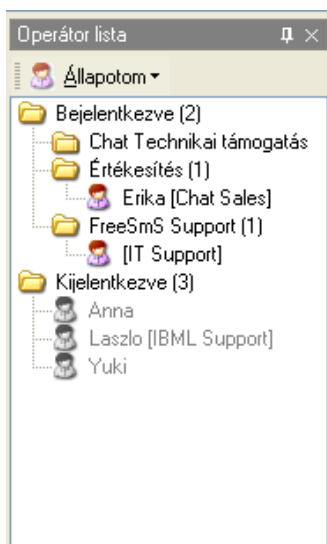 Operátor lista
Állapotom
Bejelentkezve (2)
Chat Technikai támogatás
Értékesítés (1)
Erika [Chat Sales]
FreeSmS Support (1)
[IT Support]
Kijelentkezve (3)
Anna
Laszlo [IBML Support]
Yuki